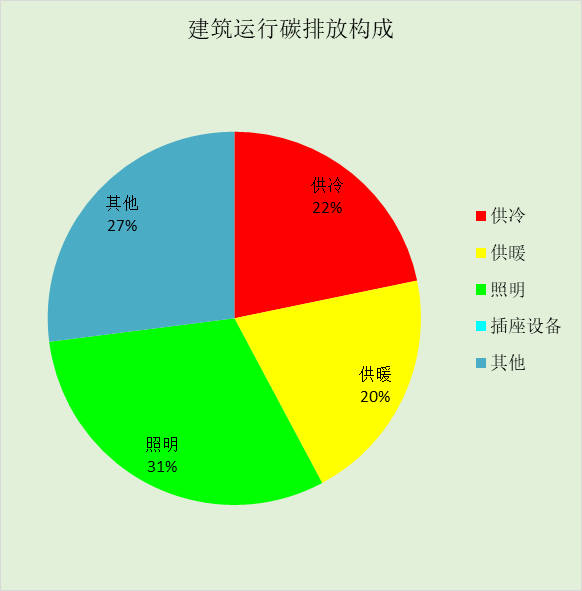 建筑运行碳排放构成
供冷
22%
供暖
20%
照明
31%
其他
27%
供冷
供暖
照明
插座设备
其他